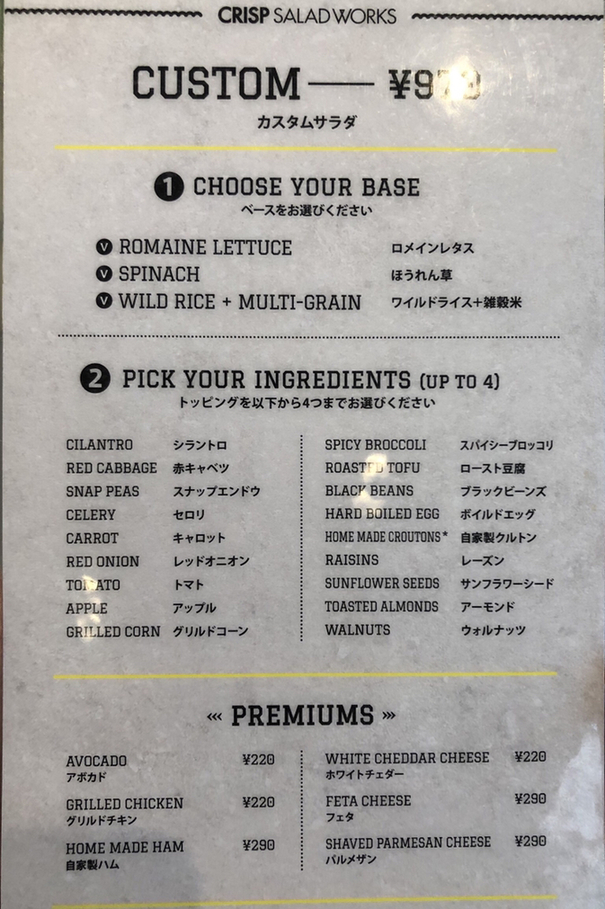 CRISP SALAD WORKS
CUSTOM
カスタムサラダ
1 CHOOSE YOUR BASE
ベースをお選びください
V ROMAINE LETTUCE ロメインレタス
V SPINACH ほうれん草
V WILD RICE + MULTI-GRAIN ワイルドライス+雑穀米
2 PICK YOUR INGREDIENTS (UP TO 4)
トッピングを以下から4つまでお選びください
CILANTRO シラントロ
RED CABBAGE 赤キャベツ
SNAP PEAS スナップエンドウ
CELERY セロリ
CARROT キャロット
RED ONION レッドオニオン
TOMATO トマト
APPLE アップル
GRILLED CORN グリルドコーン
SPICY BROCCOLI スパイシーブロッコリ
ROASTED TOFU ロースト豆腐
BLACK BEANS ブラックビーンズ
HARD BOILED EGG ボイルドエッグ
HOME MADE CROUTONS* 自家製クルトン
RAISINS レーズン
SUNFLOWER SEEDS サンフラワーシード
TOASTED ALMONDS アーモンド
WALNUTS ウォルナッツ
‹‹‹ PREMIUMS ›››
AVOCADO ¥220
アボカド
GRILLED CHICKEN ¥220
グリルドチキン
HOME MADE HAM ¥290
自家製ハム
WHITE CHEDDAR CHEESE ¥220
ホワイトチェダー
FETA CHEESE ¥290
フェタ
SHAVED PARMESAN CHEESE ¥290
パルメザン